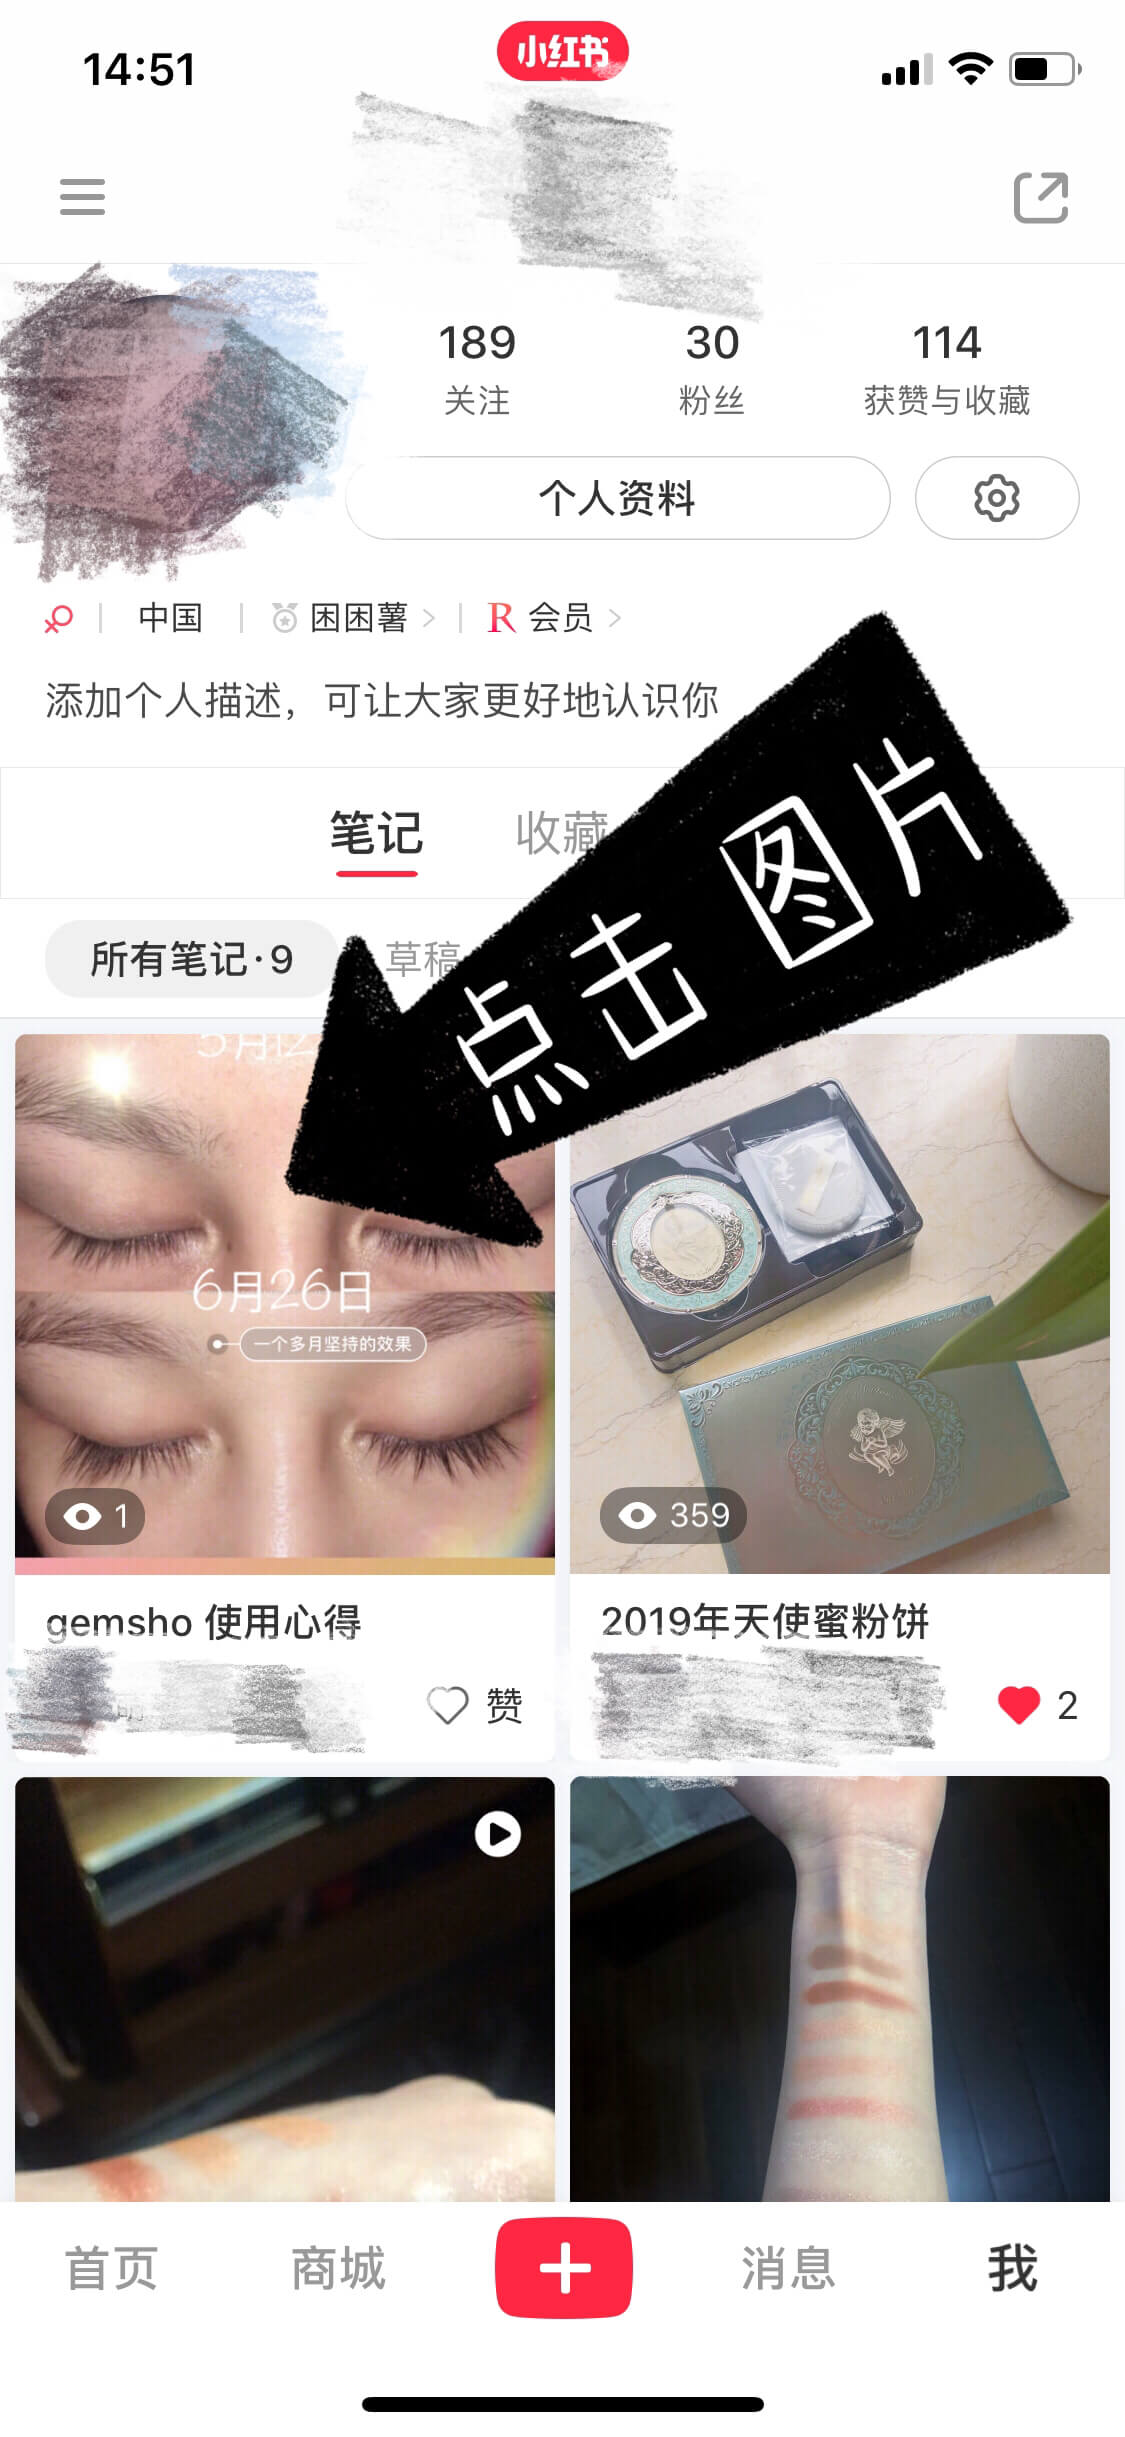 14:51
小红书
189
30
114
关注
粉丝
获赞与收藏
个人资料
中国
困困薯
R 会员
添加个人描述，可让大家更好地认识你
笔记
收藏
所有笔记·9
草稿
点击 图片
6月26日
一个多月坚持的效果
1
359
gemsho 使用心得
2019年天使蜜粉饼
赞
2
首页
商城
消息
我